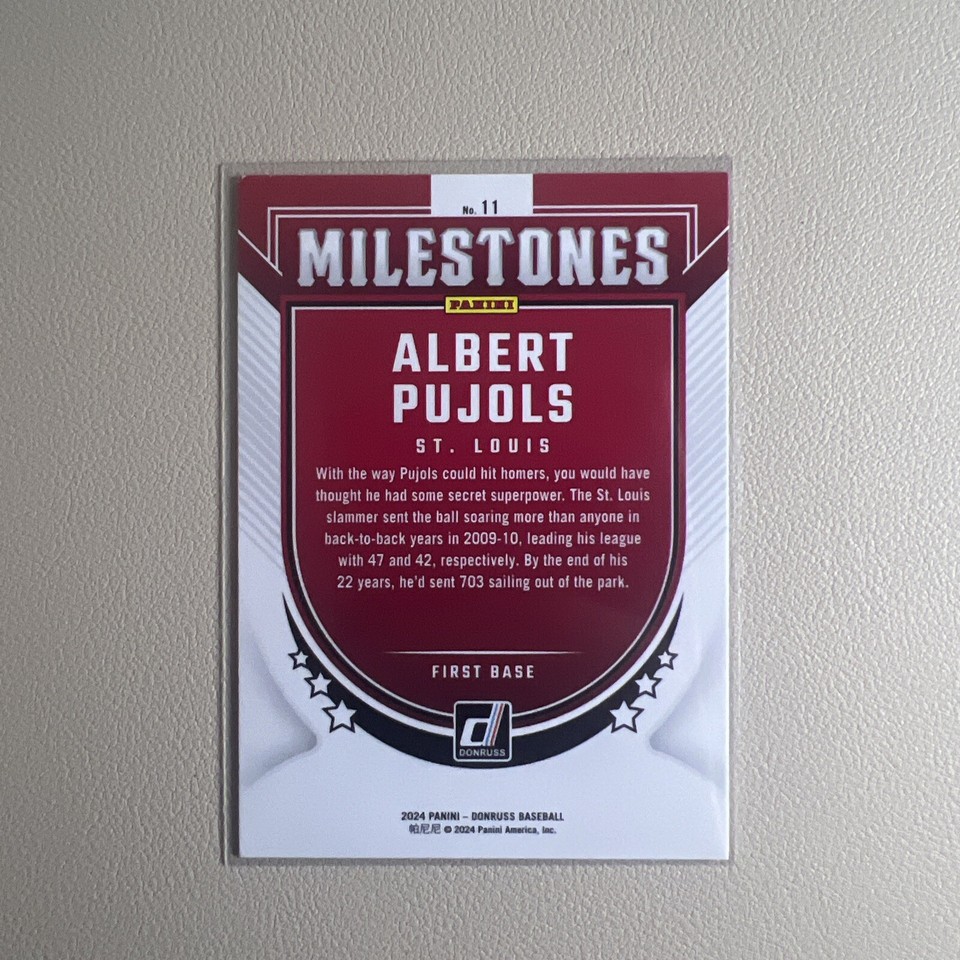 No. 11
MILESTONES
PANINI
ALBERT
PUJOLS
ST. LOUIS
With the way Pujols could hit homers, you would have
thought he had some secret superpower. The St. Louis
slammer sent the ball soaring more than anyone in
back-to-back years in 2009-10, leading his league
with 47 and 42, respectively. By the end of his
22 years, he'd sent 703 sailing out of the park.
FIRST BASE
d
DONRUSS
2024 PANINI – DONRUSS BASEBALL
帕尼尼 © 2024 Panini America, Inc.